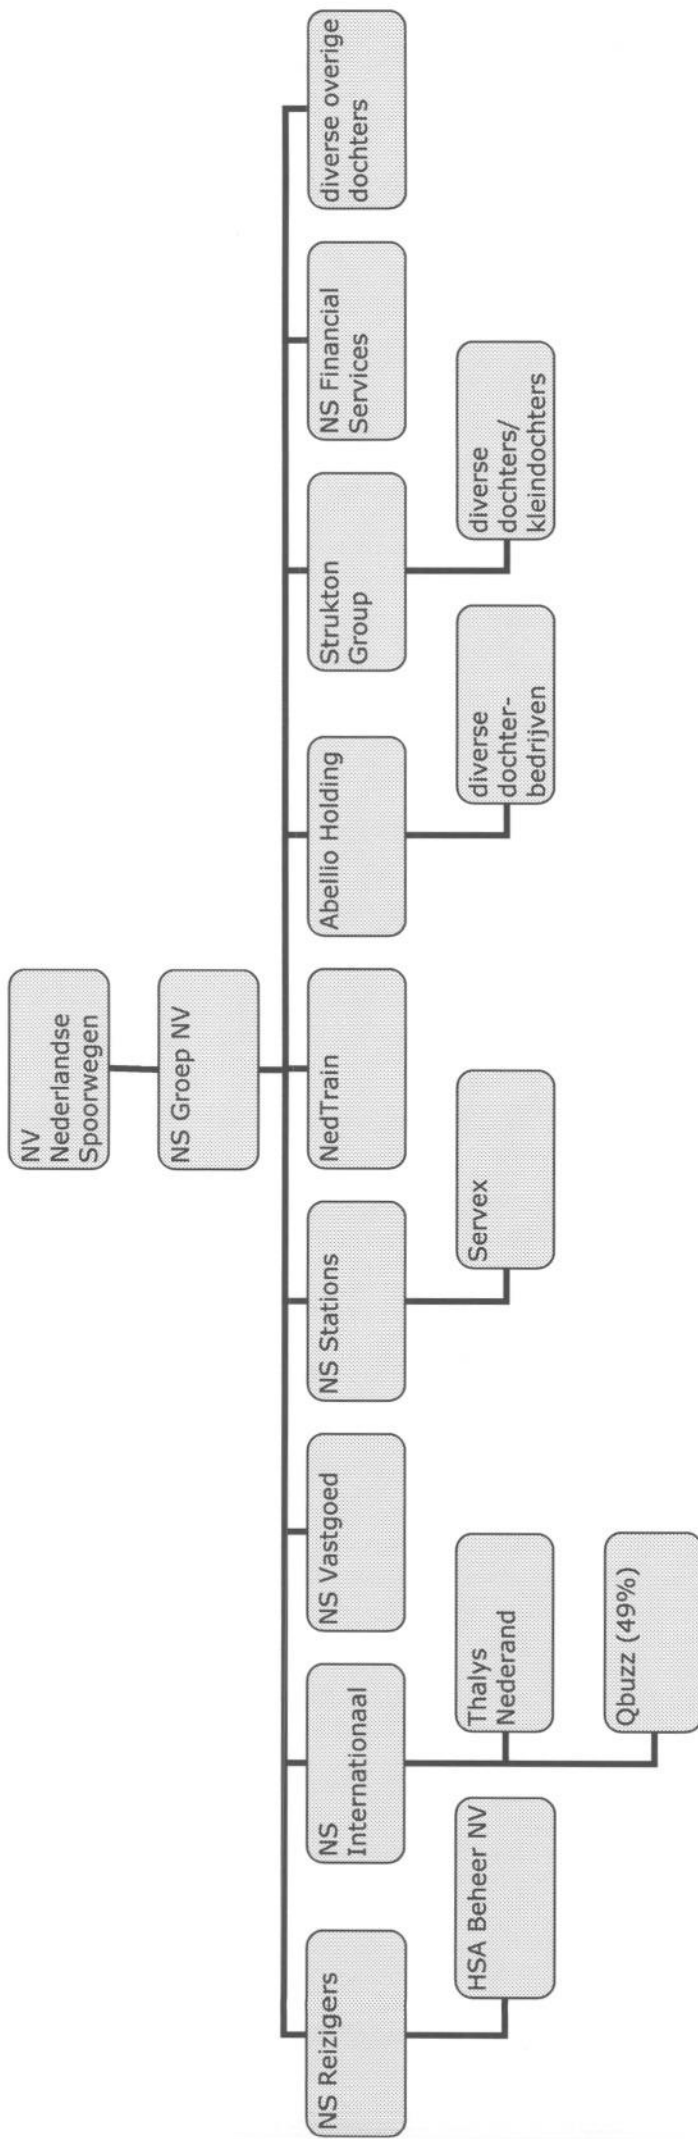 NV
Nederlandse
Spoorwegen
NS Groep NV
NS Reizigers
NS
Internationaal
NS Vastgoed
NS Stations
NedTrain
Abellio Holding
Strukton
Group
NS Financial
Services
diverse overige
dochters
HSA Beheer NV
Thalys
Nederand
Servex
diverse
dochter-
bedrijven
diverse
dochters/
kleindochters
Qbuzz (49%)